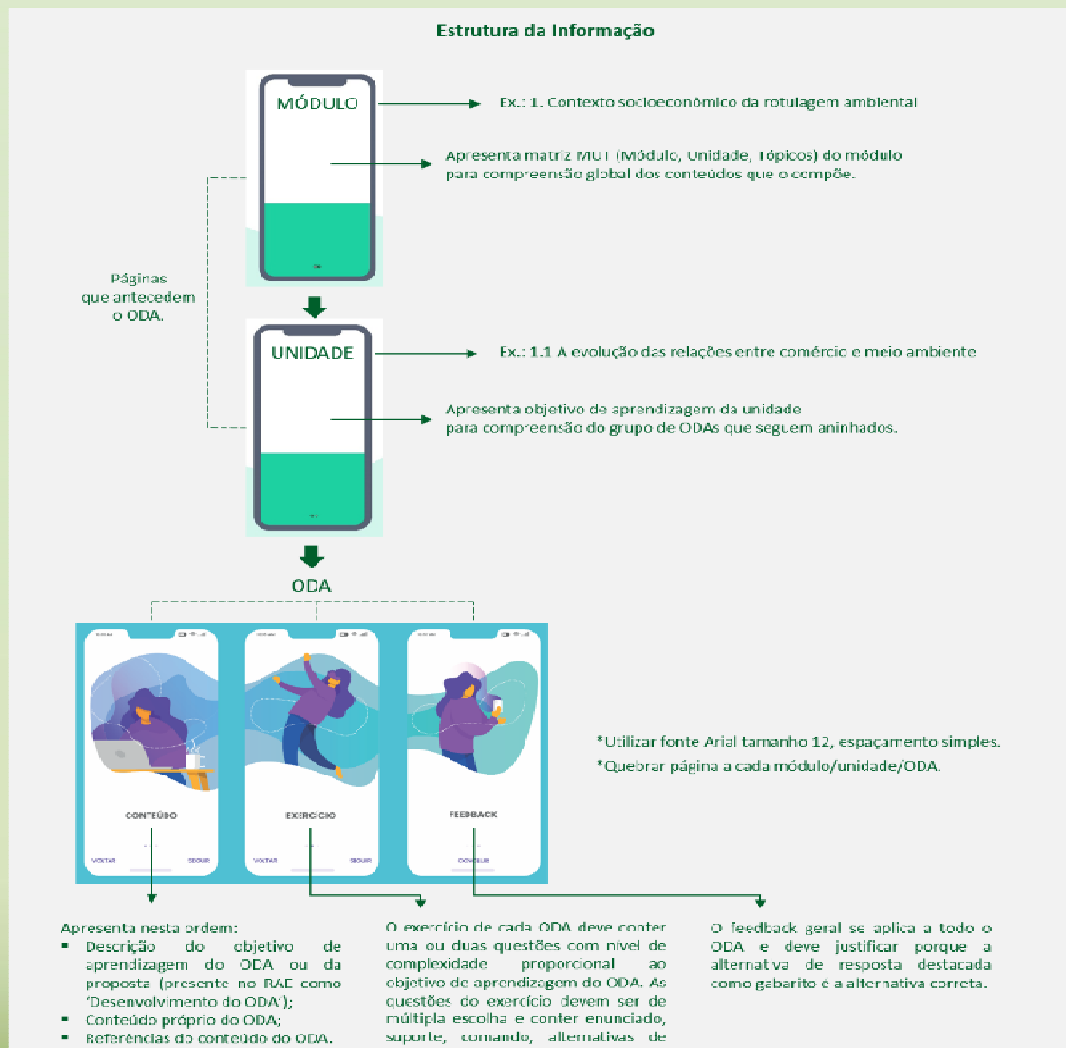 Estrutura da Informação
MÓDULO
Ex.: 1. Contexto socioeconômico da rotulagem ambiental
Apresenta matriz MUT (Módulo, Unidade, Tópicos) do módulo
para compreensão global dos conteúdos que o compõe.
Páginas
que antecedem
o ODA.
UNIDADE
Ex.: 1.1 A evolução das relações entre comércio e meio ambiente
Apresenta objetivo de aprendizagem da unidade
para compreensão do grupo de ODAs que seguem aninhados.
ODA
CONTEÚDO
VOLTAR
SEGUIR
EXERCÍCIO
VOLTAR
SEGUIR
FEEDBACK
CONCLUIR
*Utilizar fonte Arial tamanho 12, espaçamento simples.
*Quebrar página a cada módulo/unidade/ODA.
Apresenta nesta ordem:
▪ Descrição do objetivo de
aprendizagem do ODA ou da
proposta (presente no RAE como
'Desenvolvimento do ODA');
▪ Conteúdo próprio do ODA;
▪ Referências do conteúdo do ODA.
O exercício de cada ODA deve conter
uma ou duas questões com nível de
complexidade proporcional ao
objetivo de aprendizagem do ODA. As
questões do exercício devem ser de
múltipla escolha e conter enunciado,
suporte, comando, alternativas de
O feedback geral se aplica a todo o
ODA e deve justificar porque a
alternativa de resposta destacada
como gabarito é a alternativa correta.